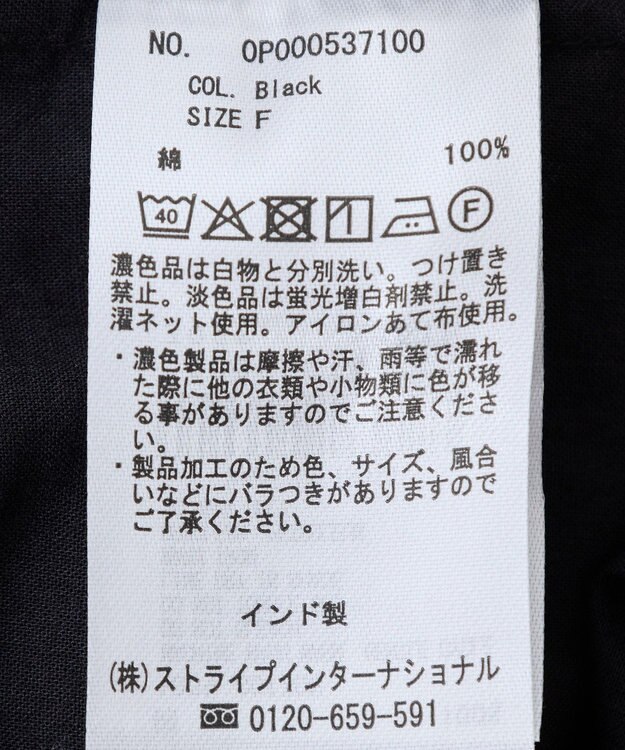 NO. 0P000537100
COL. Black
SIZE F
綿 100%
40 F
濃色品は白物と分別洗い。つけ置き
禁止。淡色品は蛍光増白剤禁止。洗
濯ネット使用。アイロンあて布使用。
・濃色製品は摩擦や汗、雨等で濡れ
た際に他の衣類や小物類に色が移
る事がありますのでご注意くださ
い。
・製品加工のため色、サイズ、風合
いなどにバラつきがありますので
ご了承ください。
インド製
(株)ストライプインターナショナル
0120-659-591